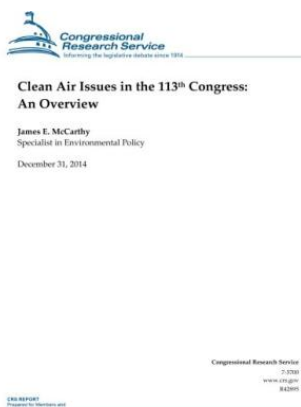 Congressional
Research Service
Informing the legislative debate since 1914
Clean Air Issues in the 113th Congress:
An Overview
James E. McCarthy
Specialist in Environmental Policy
December 31, 2014
Congressional Research Service
7-5700
www.crs.gov
R42895
CRS REPORT
Prepared for Members and